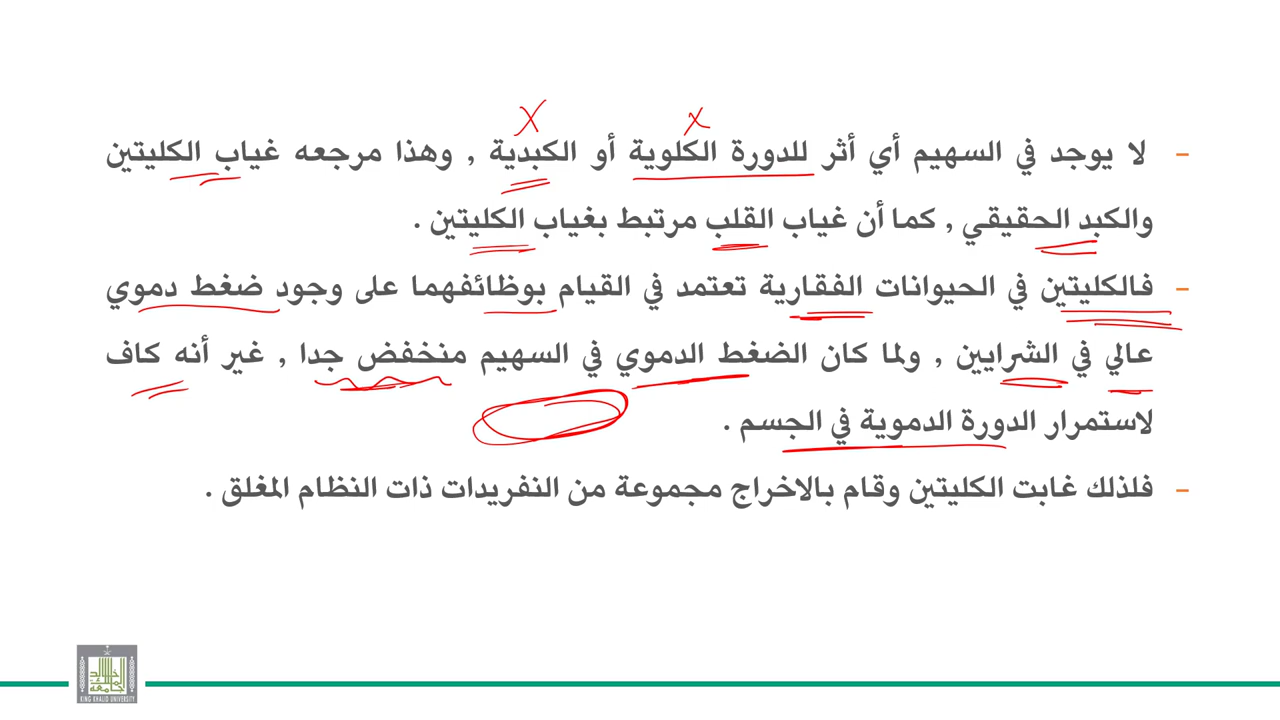 - لا يوجد في السهيم أي أثر للدورة الكلوية أو الكبدية , وهذا مرجعه غياب الكليتين
والكبد الحقيقي , كما أن غياب القلب مرتبط بغياب الكليتين .
- فالكليتين في الحيوانات الفقارية تعتمد في القيام بوظائفهما على وجود ضغط دموي
عالي في الشرايين , ولما كان الضغط الدموي في السهيم منخفض جدا , غير أنه كاف
لاستمرار الدورة الدموية في الجسم .
- فلذلك غابت الكليتين وقام بالاخراج مجموعة من النفريدات ذات النظام المغلق .
KING KHALID UNIVERSITY